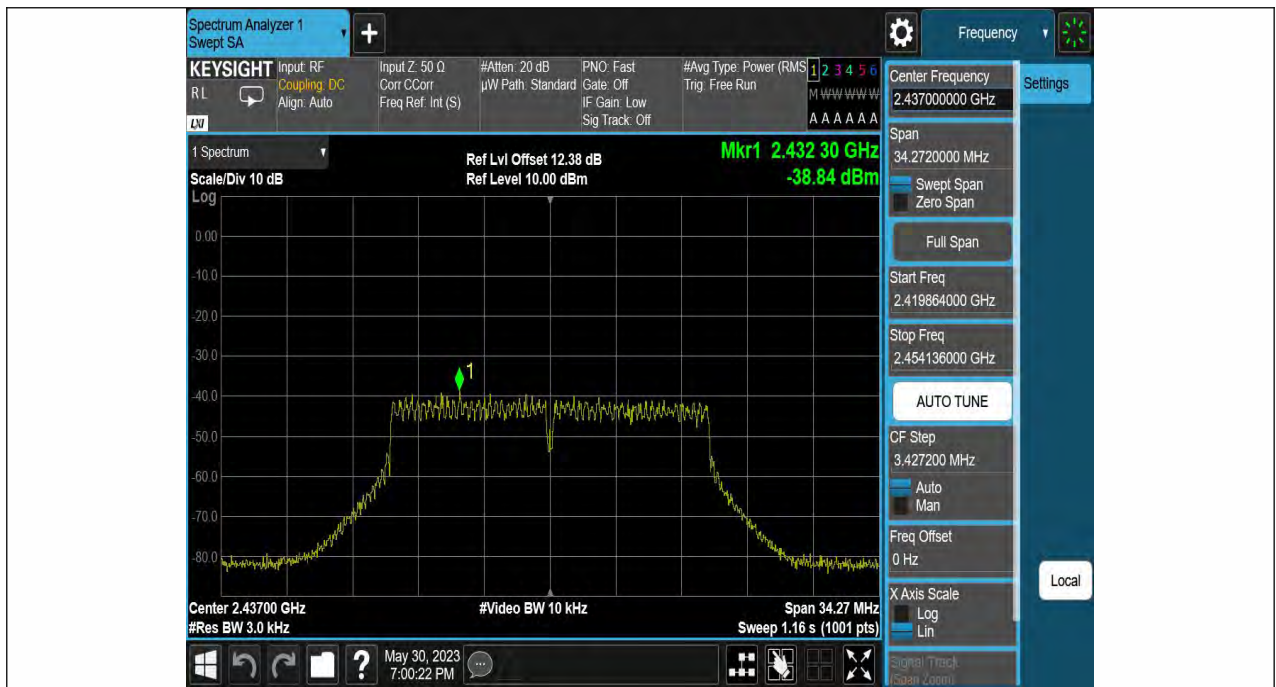 Spectrum Analyzer 1
Swept SA
+
Frequency
KEYSIGHT
RL
LXI
Input: RF
Coupling: DC
Align: Auto
Input Z: 50 Ω
Corr CCorr
Freq Ref: Int (S)
#Atten: 20 dB
µW Path: Standard
PNO: Fast
Gate: Off
IF Gain: Low
Sig Track: Off
#Avg Type: Power (RMS
Trig: Free Run
1 2 3 4 5 6
M W W W W W
A A A A A A
1 Spectrum
Scale/Div 10 dB
Ref Lvl Offset 12.38 dB
Ref Level 10.00 dBm
Mkr1 2.432 30 GHz
-38.84 dBm
Log
0.00
-10.0
-20.0
-30.0
-40.0
-50.0
-60.0
-70.0
-80.0
1
Center 2.43700 GHz
#Video BW 10 kHz
Span 34.27 MHz
#Res BW 3.0 kHz
Sweep 1.16 s (1001 pts)
Center Frequency
2.437000000 GHz
Settings
Span
34.2720000 MHz
Swept Span
Zero Span
Full Span
Start Freq
2.419864000 GHz
Stop Freq
2.454136000 GHz
AUTO TUNE
CF Step
3.427200 MHz
Auto
Man
Freq Offset
0 Hz
X Axis Scale
Log
Lin
Local
Signal Track
(Span Zoom)
?
May 30, 2023
7:00:22 PM